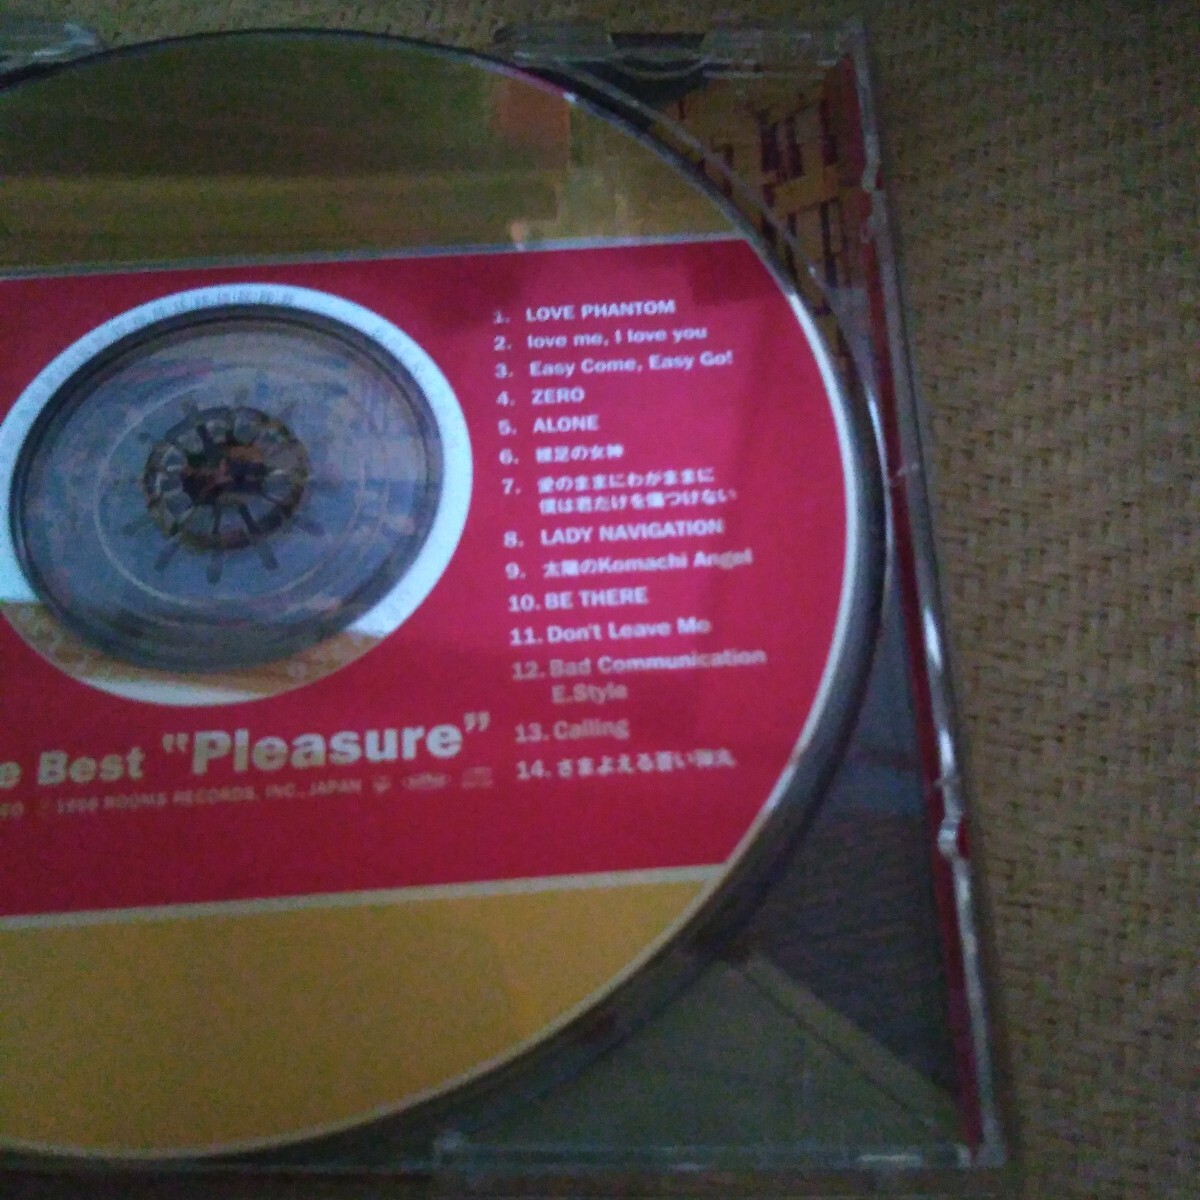 1. LOVE PHANTOM
2. love me, I love you
3. Easy Come, Easy Go!
4. ZERO
5. ALONE
6. 裸足の女神
7. 愛のままにわがままに
僕は君だけを傷つけない
8. LADY NAVIGATION
9. 太陽のKomachi Angel
10. BE THERE
11. Don't Leave Me
12. Bad Communication
E.Style
13. Calling
14. さまよえる蒼い弾丸
e Best "Pleasure"
1998 ROOMS RECORDS, INC., JAPAN